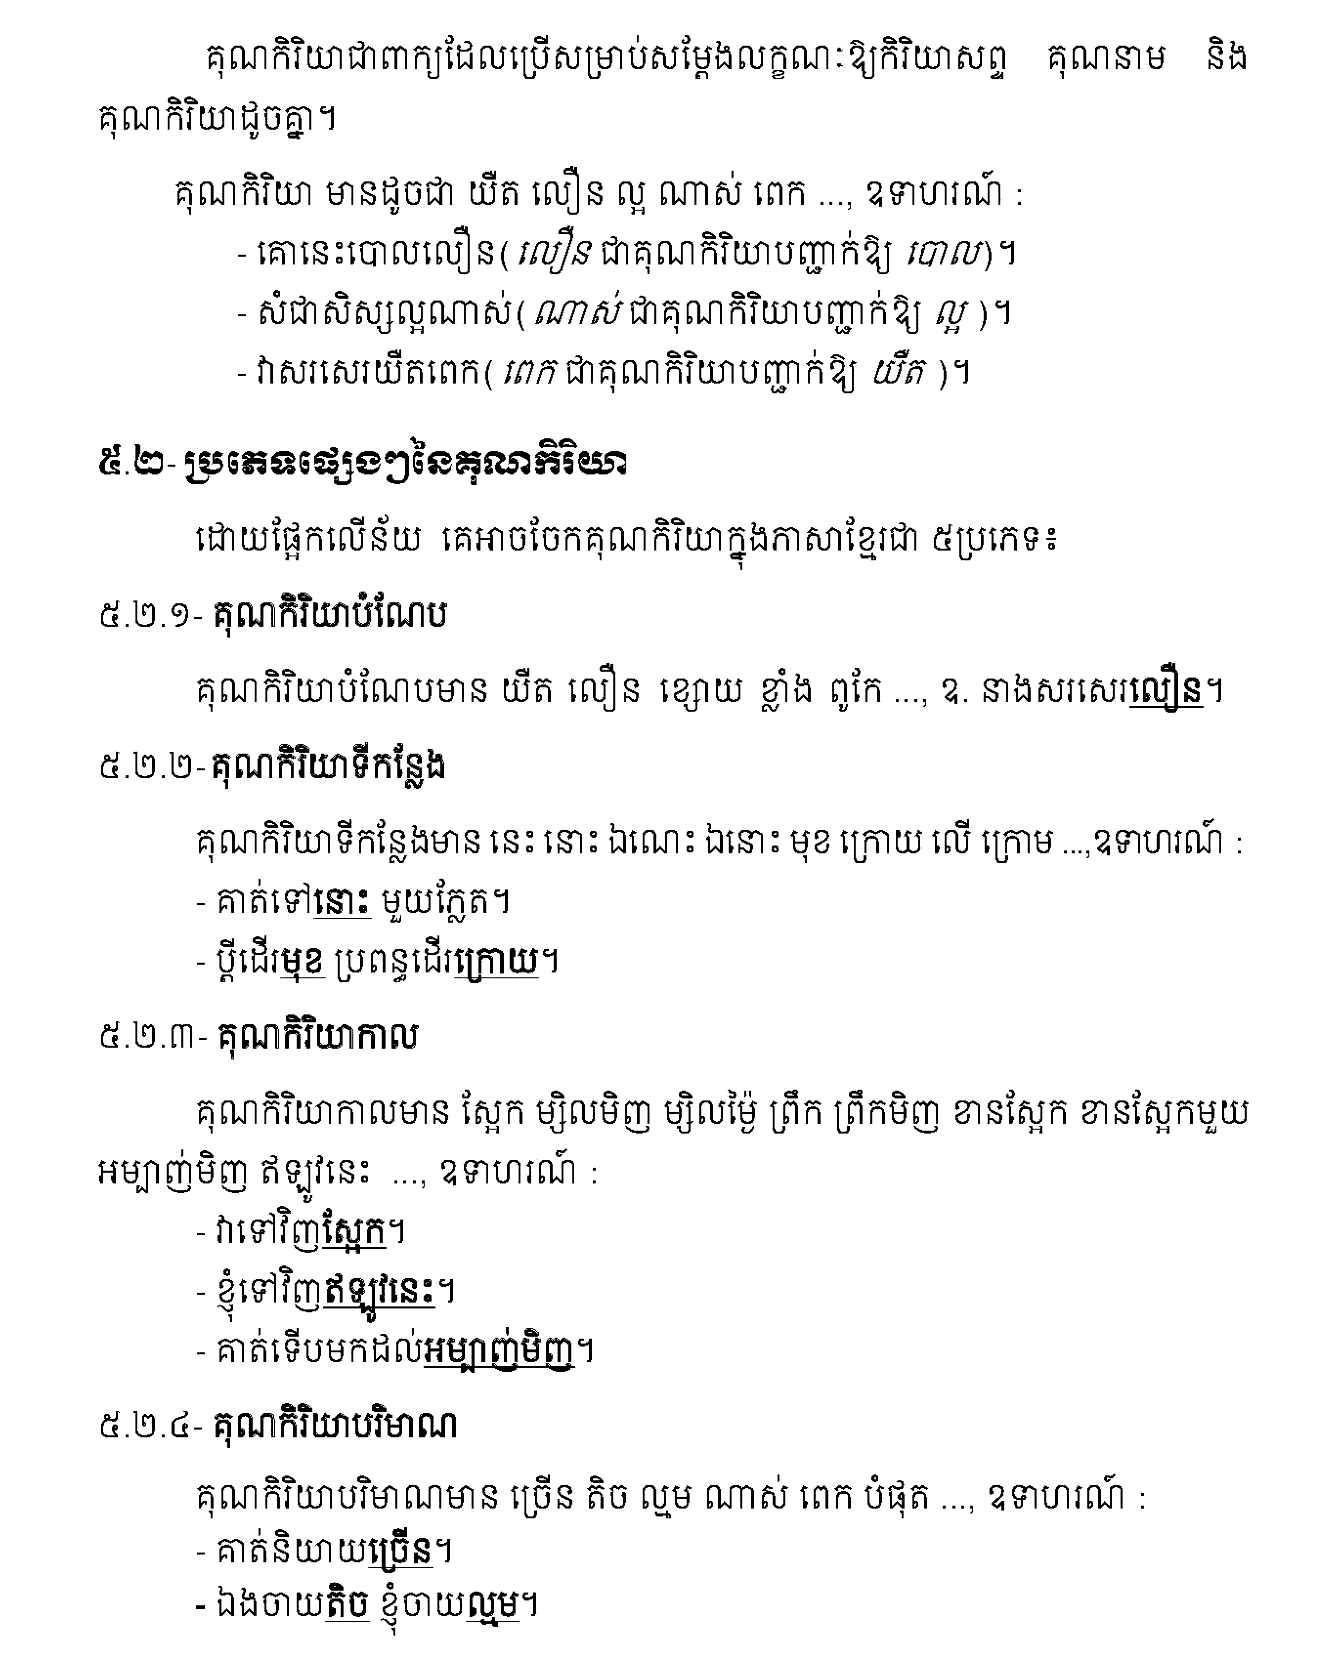 គុណកិរិយាជាពាក្យដែលប្រើសម្រាប់សម្តែងលក្ខណៈឱ្យកិរិយាសព្ទ គុណនាម និង
គុណកិរិយាដូចគ្នា។
គុណកិរិយា មានដូចជា យឺត លឿន ល្អ ណាស់ ពេក ..., ឧទាហរណ៍ :
- គោនេះបោលលឿន( លឿន ជាគុណកិរិយាបញ្ជាក់ឱ្យ បោល)។
- សំជាសិស្សល្អណាស់( ណាស់ ជាគុណកិរិយាបញ្ជាក់ឱ្យ ល្អ )។
- វាសរសេរយឺតពេក( ពេក ជាគុណកិរិយាបញ្ជាក់ឱ្យ យឺត )។
៥.២- ប្រភេទផ្សេងៗនៃគុណកិរិយា
ដោយផ្អែកលើន័យ គេអាចចែកគុណកិរិយាក្នុងភាសាខ្មែរជា ៥ប្រភេទ៖
៥.២.១- គុណកិរិយាបំណែប
គុណកិរិយាបំណែបមាន យឺត លឿន ខ្សោយ ខ្លាំង ពូកែ ..., ឧ. នាងសរសេរលឿន។
៥.២.២- គុណកិរិយាទីកន្លែង
គុណកិរិយាទីកន្លែងមាន នេះ នោះ ឯណេះ ឯនោះ មុខ ក្រោយ លើ ក្រោម ...,ឧទាហរណ៍ :
- គាត់ទៅនោះ មួយភ្លែត។
- ប្តីដើរមុខ ប្រពន្ធដើរក្រោយ។
៥.២.៣- គុណកិរិយាកាល
គុណកិរិយាកាលមាន ស្អែក ម្សិលមិញ ម្សិលម៉្ងៃ ព្រឹក ព្រឹកមិញ ខានស្អែក ខានស្អែកមួយ
អម្បាញ់មិញ ឥឡូវនេះ ..., ឧទាហរណ៍ :
- វាទៅវិញស្អែក។
- ខ្ញុំទៅវិញឥឡូវនេះ។
- គាត់ទើបមកដល់អម្បាញ់មិញ។
៥.២.៤- គុណកិរិយាបរិមាណ
គុណកិរិយាបរិមាណមាន ច្រើន តិច ល្មម ណាស់ ពេក បំផុត ..., ឧទាហរណ៍ :
- គាត់និយាយច្រើន។
- ឯងចាយតិច ខ្ញុំចាយល្មម។